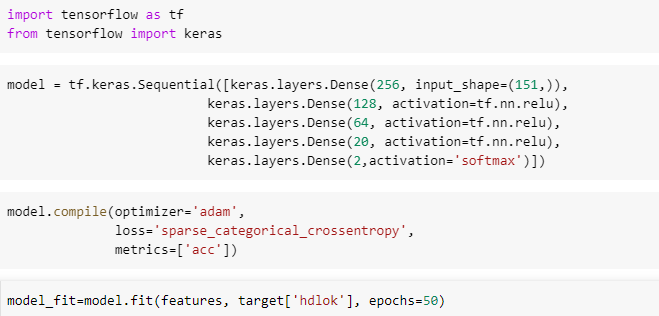 import tensorflow as tf
from tensorflow import keras
model = tf.keras.Sequential([keras.layers.Dense(256, input_shape=(151,)),
keras.layers.Dense(128, activation=tf.nn.relu),
keras.layers.Dense(64, activation=tf.nn.relu),
keras.layers.Dense(20, activation=tf.nn.relu),
keras.layers.Dense(2,activation='softmax')])
model.compile(optimizer='adam',
loss='sparse_categorical_crossentropy',
metrics=['acc'])
model_fit=model.fit(features, target['hdlok'], epochs=50)